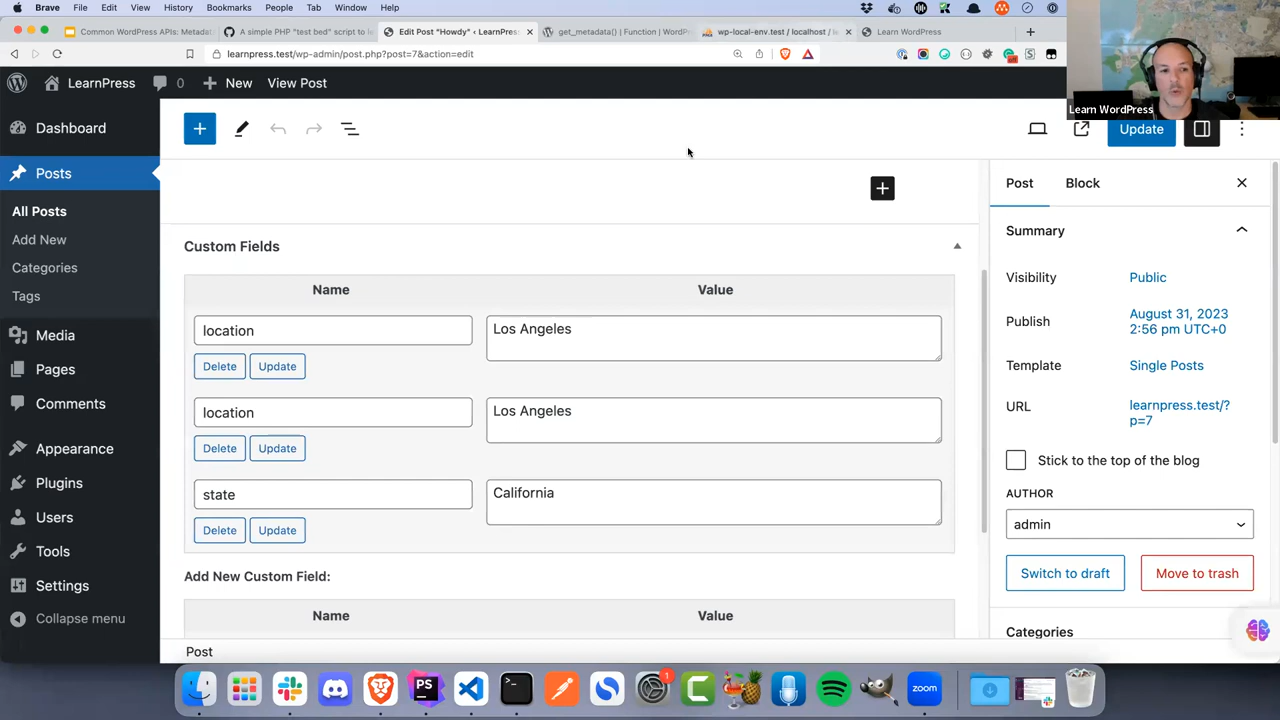 Brave File Edit View History Bookmarks People Tab Window Help
Common WordPress APIs: Metadat
A simple PHP "test bed" script to l
Edit Post "Howdy" ‹ LearnPress
get_metadata() | Function | WordPr
wp-local-env.test / localhost / le
Learn WordPress
learnpress.test/wp-admin/post.php?post=7&action=edit
Learn WordPress
LearnPress 0 New View Post
Update
Dashboard
Posts
All Posts
Add New
Categories
Tags
Media
Pages
Comments
Appearance
Plugins
Users
Tools
Settings
Collapse menu
Custom Fields
Name Value
location Los Angeles
Delete Update
location Los Angeles
Delete Update
state California
Delete Update
Add New Custom Field:
Name Value
Post
Post Block
Summary
Visibility Public
Publish August 31, 2023
2:56 pm UTC+0
Template Single Posts
URL learnpress.test/?
p=7
Stick to the top of the blog
AUTHOR
admin
Switch to draft Move to trash
Categories
PS
1
zoom